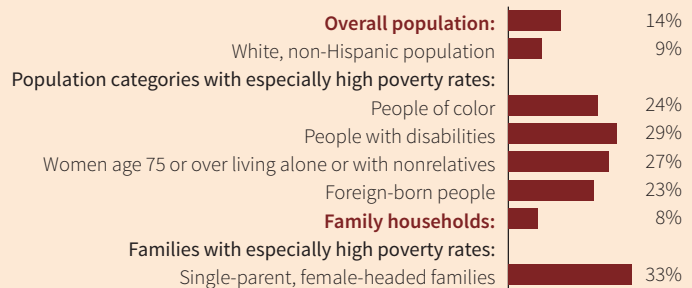 Overall population: 14%
White, non-Hispanic population 9%
Population categories with especially high poverty rates:
People of color 24%
People with disabilities 29%
Women age 75 or over living alone or with nonrelatives 27%
Foreign-born people 23%
Family households: 8%
Families with especially high poverty rates:
Single-parent, female-headed families 33%